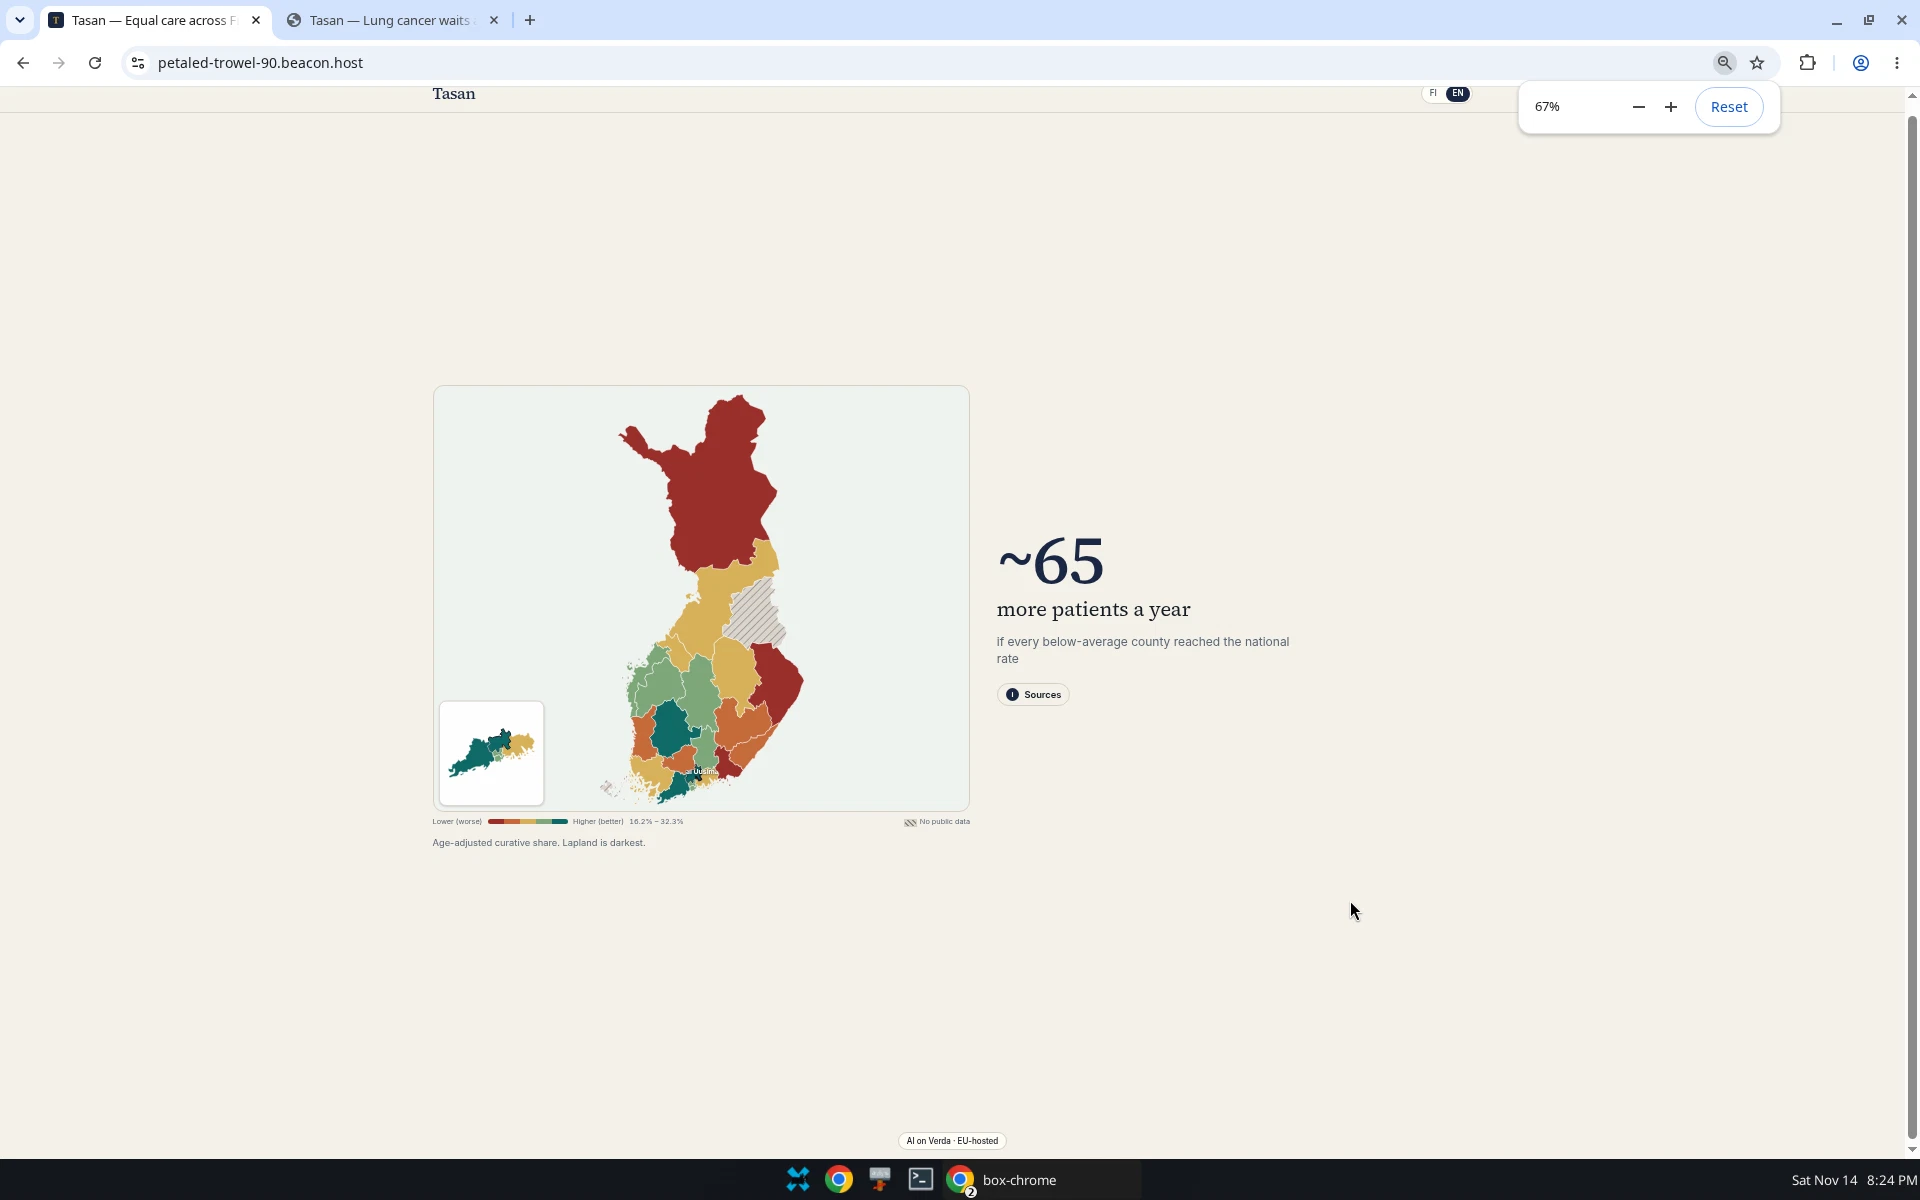 Tasan — Equal care across F
Tasan — Lung cancer waits a
petaled-trowel-90.beacon.host
67%
Reset
Tasan
FI
EN
~65
more patients a year
if every below-average county reached the national
rate
i Sources
Lower (worse)
Higher (better)
16.2% – 32.3%
No public data
Age-adjusted curative share. Lapland is darkest.
AI on Verda · EU-hosted
box-chrome
2
Sat Nov 14 8:24 PM